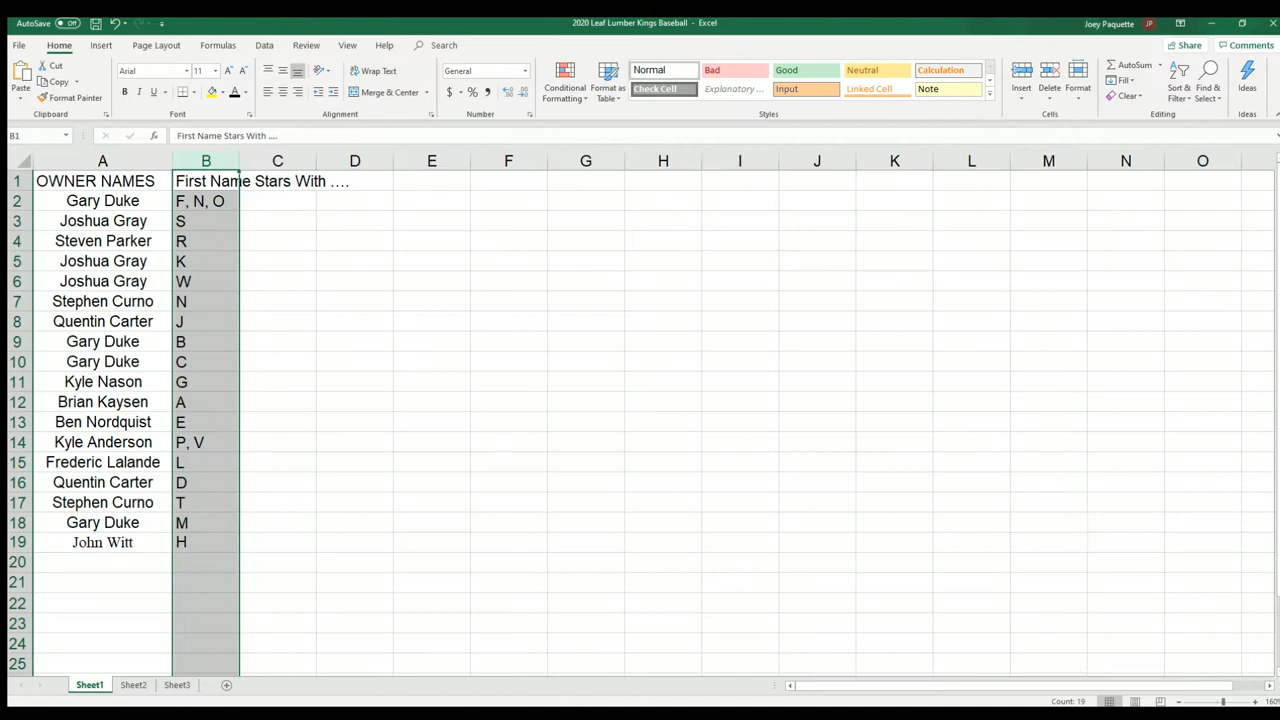 AutoSave Off 2020 Leaf Lumber Kings Baseball - Excel Joey Paquette JP
File Home Insert Page Layout Formulas Data Review View Help Search Share Comments
Paste Cut Copy Format Painter Clipboard
Arial 11 B I U A Font
Wrap Text Merge & Center Alignment
General $ % Number
Conditional Formatting Format as Table Normal Bad Good Neutral Calculation
Check Cell Explanatory ... Input Linked Cell Note Styles
Insert Delete Format Cells
AutoSum Fill Clear Sort & Filter Find & Select Editing
Ideas Ideas
B1 fx First Name Stars With ....
A B C D E F G H I J K L M N O
1 OWNER NAMES First Name Stars With ....
2 Gary Duke F, N, O
3 Joshua Gray S
4 Steven Parker R
5 Joshua Gray K
6 Joshua Gray W
7 Stephen Curno N
8 Quentin Carter J
9 Gary Duke B
10 Gary Duke C
11 Kyle Nason G
12 Brian Kaysen A
13 Ben Nordquist E
14 Kyle Anderson P, V
15 Frederic Lalande L
16 Quentin Carter D
17 Stephen Curno T
18 Gary Duke M
19 John Witt H
20
21
22
23
24
25
Sheet1 Sheet2 Sheet3
Count: 19 160%